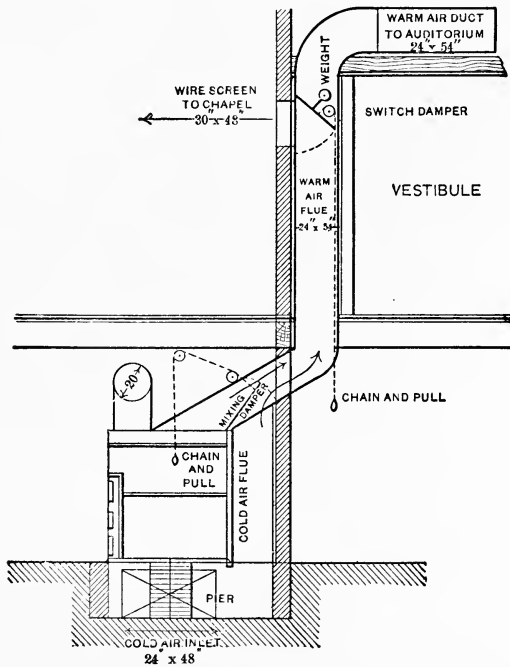 WARM AIR DUCT
TO AUDITORIUM
24" x 54"
WEIGHT
WIRE SCREEN
TO CHAPEL
30" x 48"
SWITCH DAMPER
WARM
AIR
FLUE
24" x 54"
VESTIBULE
20"
MIXING
DAMPER
CHAIN AND PULL
CHAIN
AND
PULL
COLD AIR FLUE
PIER
COLD AIR INLET
24" x 48"